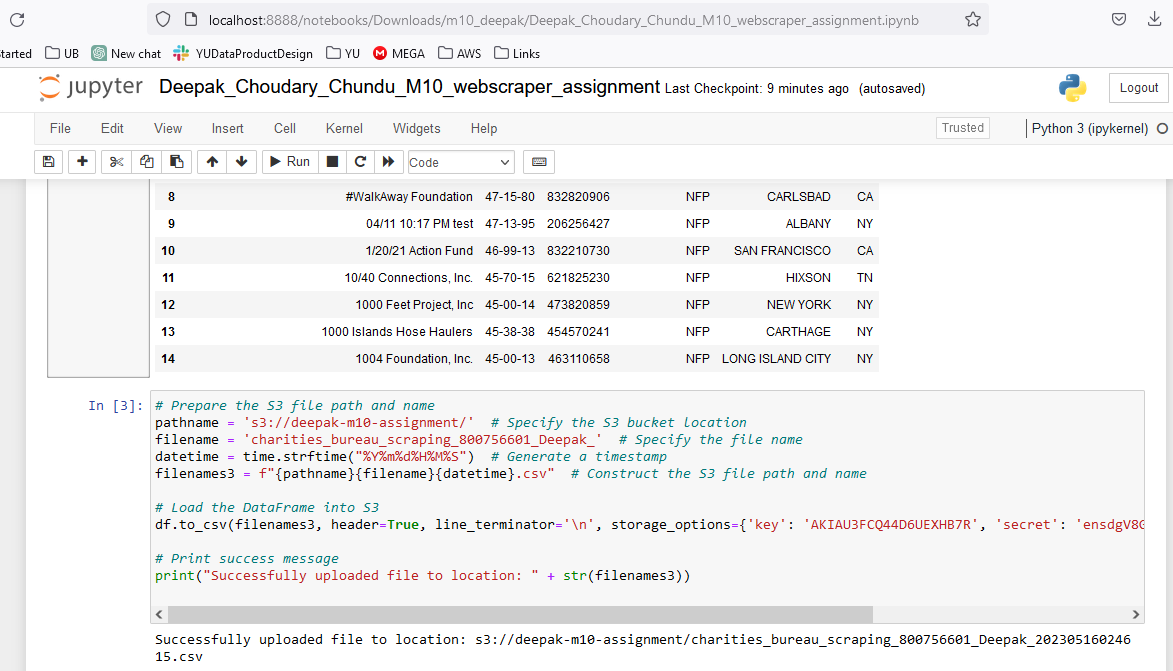 localhost:8888/notebooks/Downloads/m10_deepak/Deepak_Choudary_Chundu_M10_webscraper_assignment.ipynb
tarted UB New chat YUDataProductDesign YU MEGA AWS Links
jupyter Deepak_Choudary_Chundu_M10_webscraper_assignment Last Checkpoint: 9 minutes ago (autosaved) Logout
File Edit View Insert Cell Kernel Widgets Help Trusted Python 3 (ipykernel)
Run Code
8 #WalkAway Foundation 47-15-80 832820906 NFP CARLSBAD CA
9 04/11 10:17 PM test 47-13-95 206256427 NFP ALBANY NY
10 1/20/21 Action Fund 46-99-13 832210730 NFP SAN FRANCISCO CA
11 10/40 Connections, Inc. 45-70-15 621825230 NFP HIXSON TN
12 1000 Feet Project, Inc 45-00-14 473820859 NFP NEW YORK NY
13 1000 Islands Hose Haulers 45-38-38 454570241 NFP CARTHAGE NY
14 1004 Foundation, Inc. 45-00-13 463110658 NFP LONG ISLAND CITY NY
In [3]: # Prepare the S3 file path and name
pathname = 's3://deepak-m10-assignment/' # Specify the S3 bucket location
filename = 'charities_bureau_scraping_800756601_Deepak_' # Specify the file name
datetime = time.strftime("%Y%m%d%H%M%S") # Generate a timestamp
filenames3 = f"{pathname}{filename}{datetime}.csv" # Construct the S3 file path and name
# Load the DataFrame into S3
df.to_csv(filenames3, header=True, line_terminator='\n', storage_options={'key': 'AKIAU3FCQ44D6UEXHB7R', 'secret': 'ensdgV8G
# Print success message
print("Successfully uploaded file to location: " + str(filenames3))
Successfully uploaded file to location: s3://deepak-m10-assignment/charities_bureau_scraping_800756601_Deepak_202305160246
15.csv